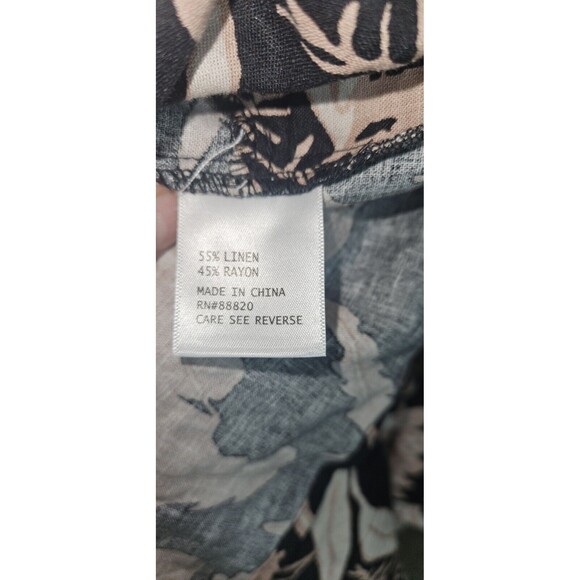 55% LINEN
45% RAYON
MADE IN CHINA
RN#88820
CARE SEE REVERSE